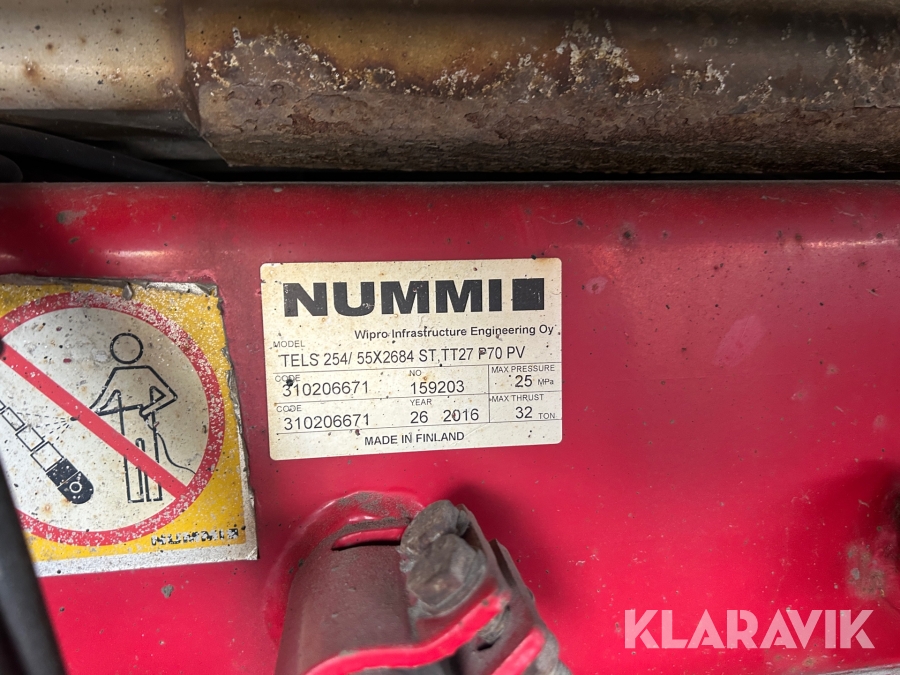 NUMMI
Wipro Infrastructure Engineering Oy
MODEL
TELS 254/ 55X2684 ST,TT27 P70 PV
CODE NO MAX PRESSURE
310206671 159203 25 MPa
CODE YEAR MAX THRUST
310206671 26 2016 32 TON
MADE IN FINLAND
NUMMI
KLARAVIK